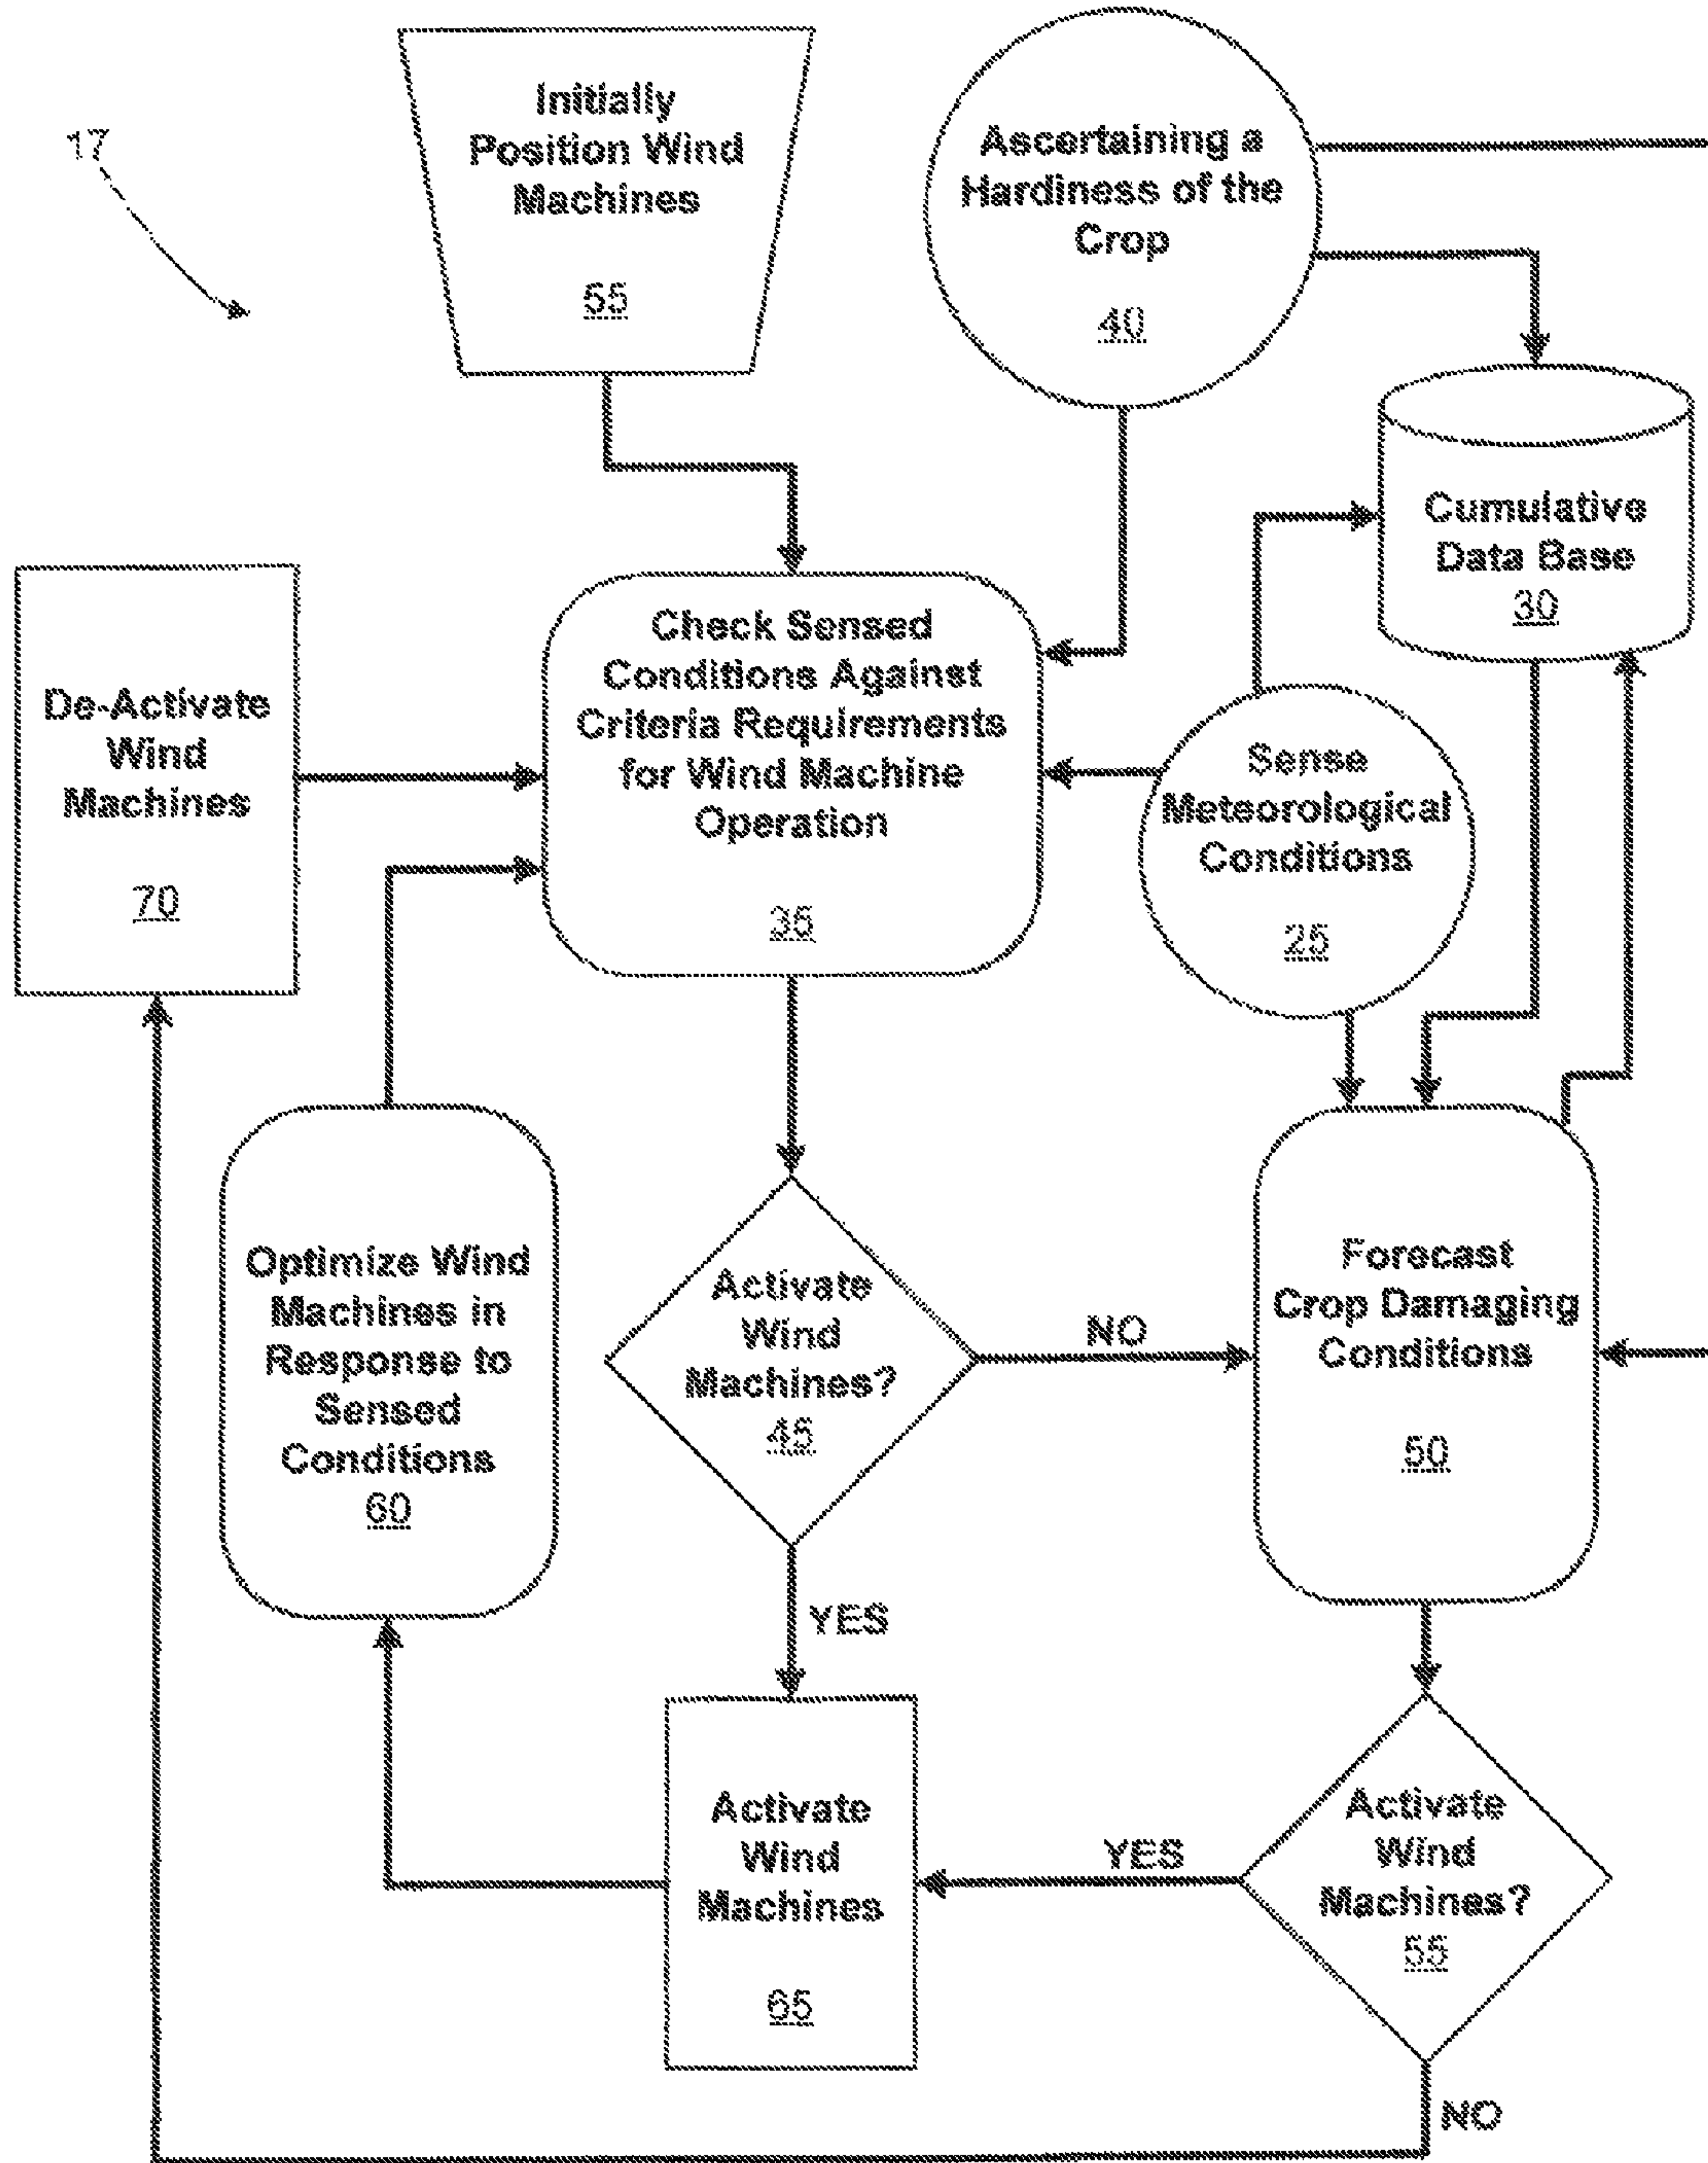 17
Initially
Position Wind
Machines
55
Ascertaining a
Hardiness of the
Crop
40
Cumulative
Data Base
30
De-Activate
Wind
Machines
70
Check Sensed
Conditions Against
Criteria Requirements
for Wind Machine
Operation
35
Sense
Meteorological
Conditions
25
Optimize Wind
Machines in
Response to
Sensed
Conditions
60
Activate
Wind
Machines?
45
NO
Forecast
Crop Damaging
Conditions
50
YES
Activate
Wind
Machines
65
YES
Activate
Wind
Machines?
55
NO